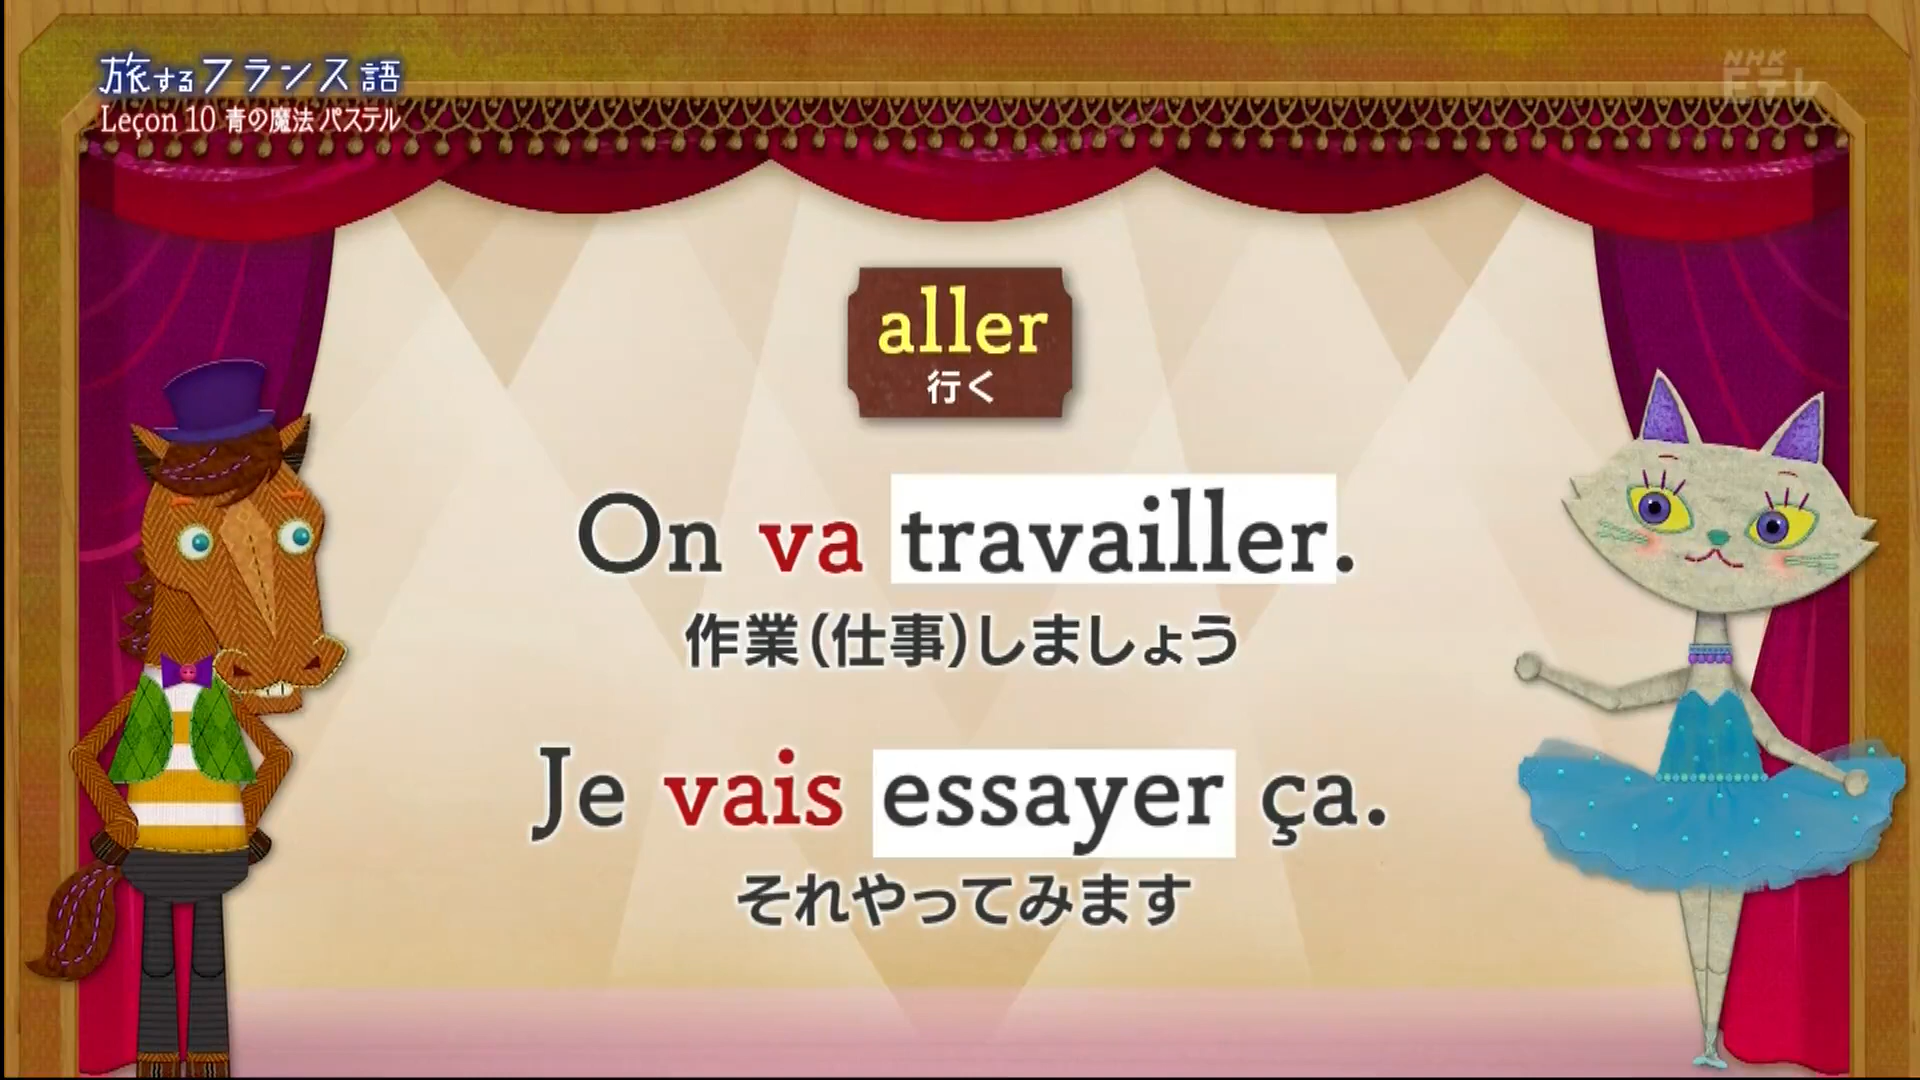 旅するフランス語
Leçon 10 青の魔法 パステル
NHK
Eテレ
aller
行く
On va travailler.
作業(仕事)しましょう
Je vais essayer ça.
それやってみます